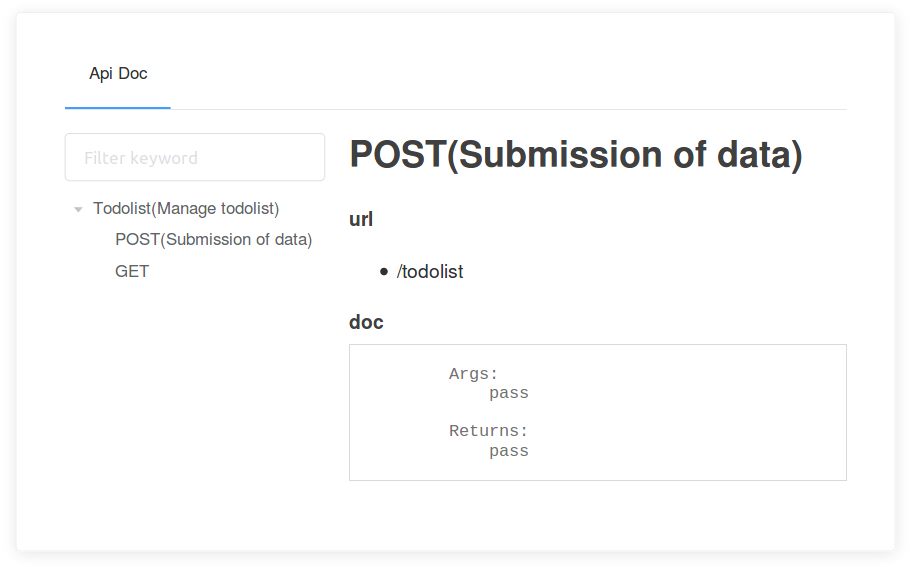 Api Doc
Filter keyword
Todolist(Manage todolist)
POST(Submission of data)
GET
POST(Submission of data)
url
/todolist
doc
Args:
pass
Returns:
pass